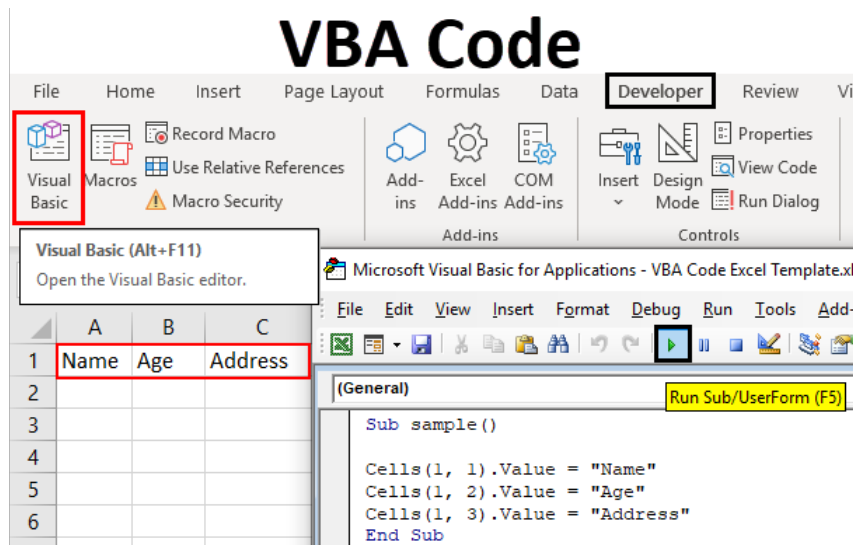 VBA Code
File Home Insert Page Layout Formulas Data Developer Review
Visual Basic
Macros
Record Macro
Use Relative References
Macro Security
Add-ins
Excel Add-ins
COM Add-ins
Add-ins
Insert
Design Mode
Properties
View Code
Run Dialog
Controls
Visual Basic (Alt+F11)
Open the Visual Basic editor.
Microsoft Visual Basic for Applications - VBA Code Excel Template.xl
File Edit View Insert Format Debug Run Tools Add-
A B C
1 Name Age Address
2
3
4
5
6
(General)
Run Sub/UserForm (F5)
Sub sample()
Cells(1, 1).Value = "Name"
Cells(1, 2).Value = "Age"
Cells(1, 3).Value = "Address"
End Sub